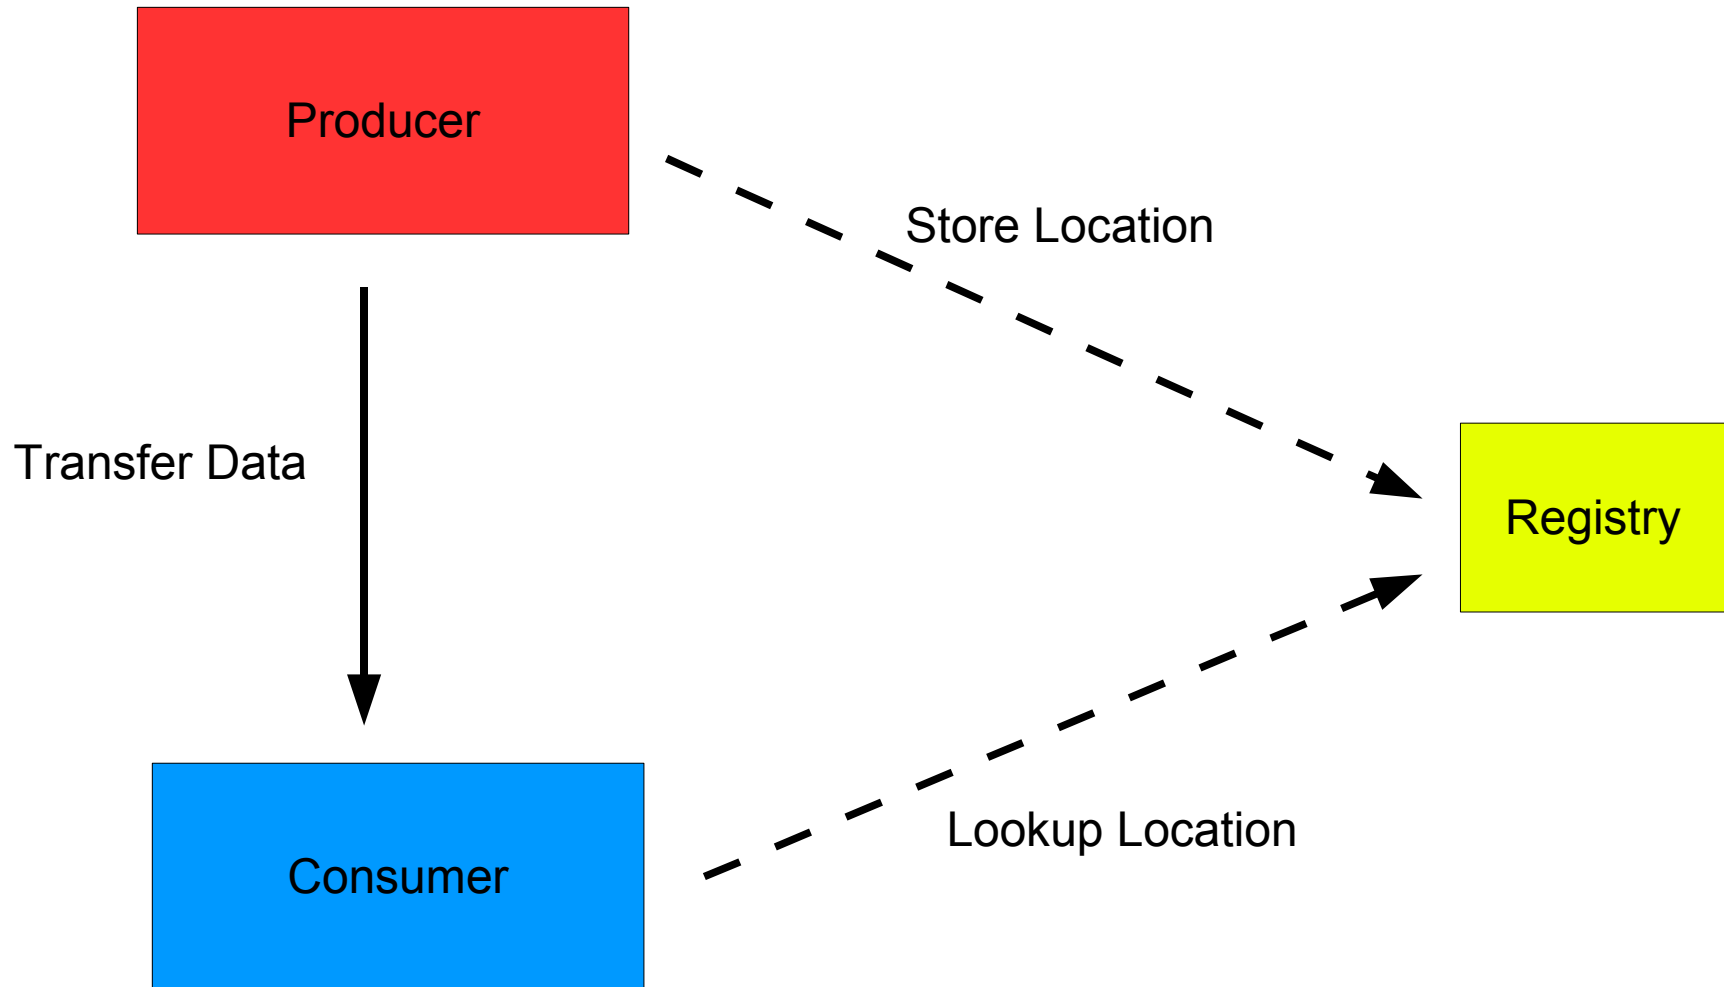 Producer
Store Location
Transfer Data
Registry
Lookup Location
Consumer